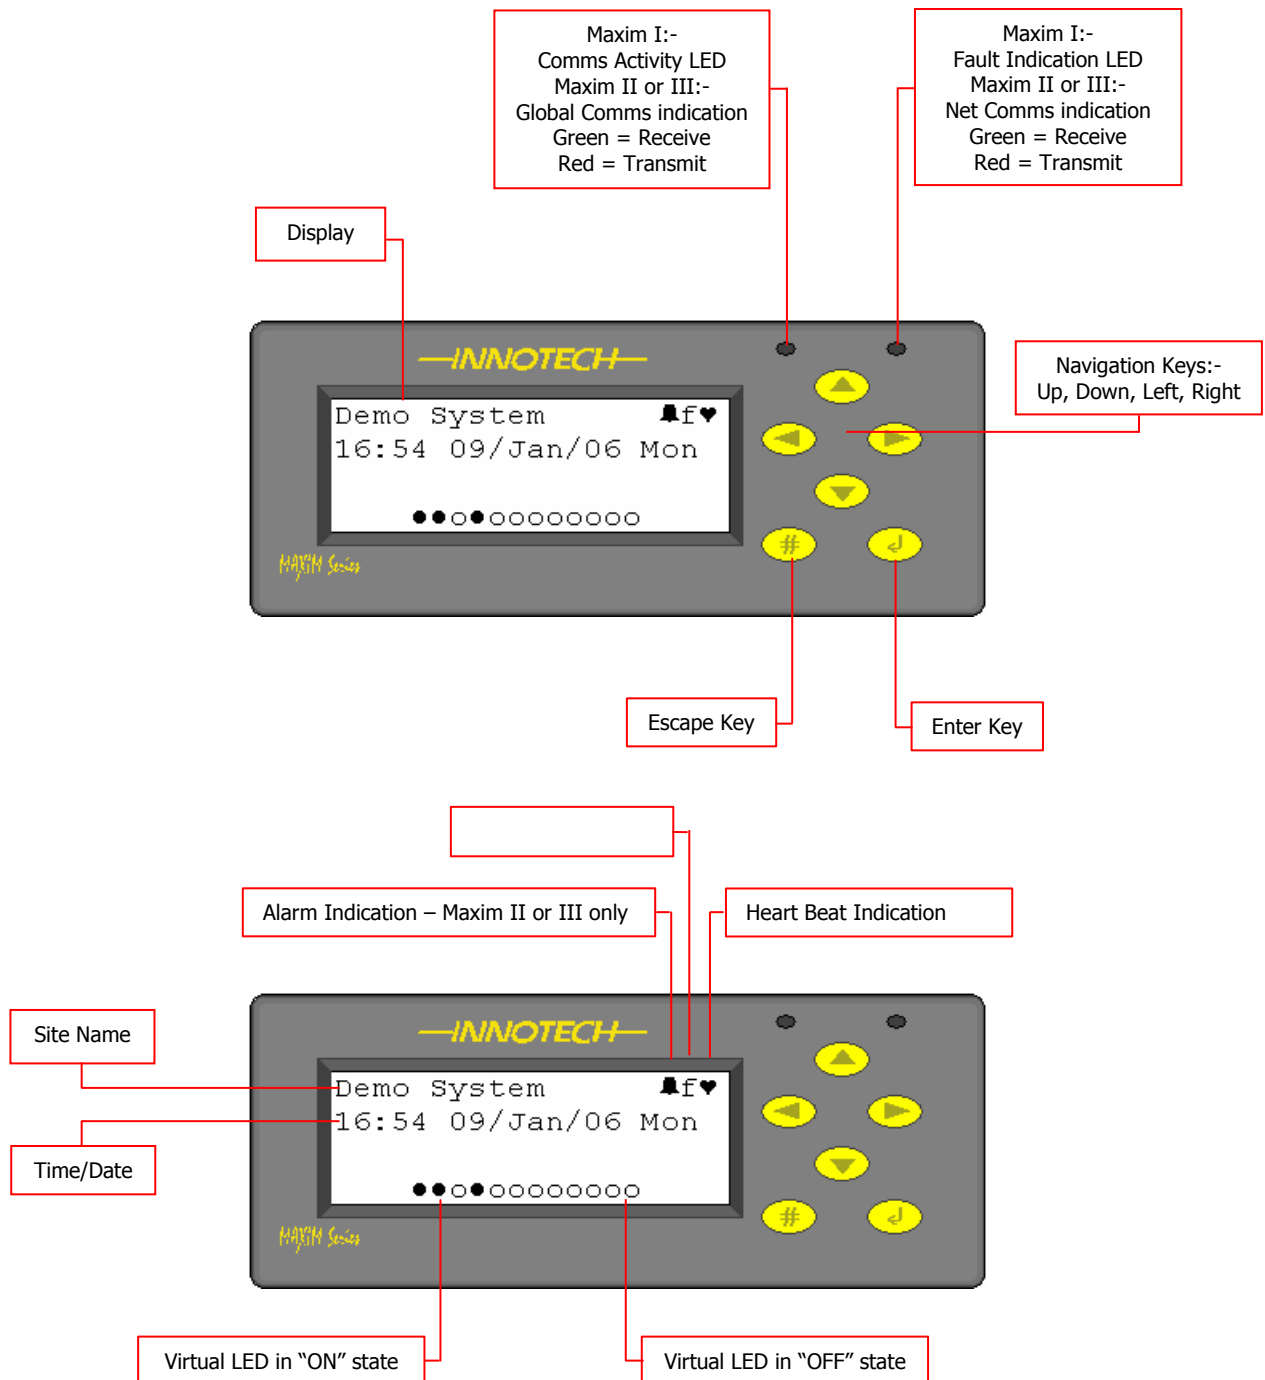 Maxim I:-
Comms Activity LED
Maxim II or III:-
Global Comms indication
Green = Receive
Red = Transmit
Maxim I:-
Fault Indication LED
Maxim II or III:-
Net Comms indication
Green = Receive
Red = Transmit
Display
INNOTECH
Navigation Keys:-
Up, Down, Left, Right
Demo System f♥
16:54 09/Jan/06 Mon
#
MAXIM Series
Escape Key
Enter Key
Alarm Indication – Maxim II or III only
Heart Beat Indication
Site Name
INNOTECH
Demo System f♥
16:54 09/Jan/06 Mon
Time/Date
#
MAXIM Series
Virtual LED in “ON” state
Virtual LED in “OFF” state